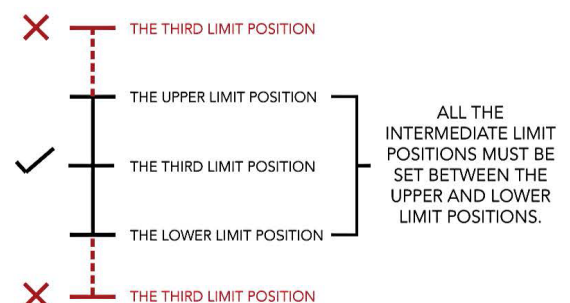 THE THIRD LIMIT POSITION
THE UPPER LIMIT POSITION
THE THIRD LIMIT POSITION
THE LOWER LIMIT POSITION
THE THIRD LIMIT POSITION
ALL THE
INTERMEDIATE LIMIT
POSITIONS MUST BE
SET BETWEEN THE
UPPER AND LOWER
LIMIT POSITIONS.